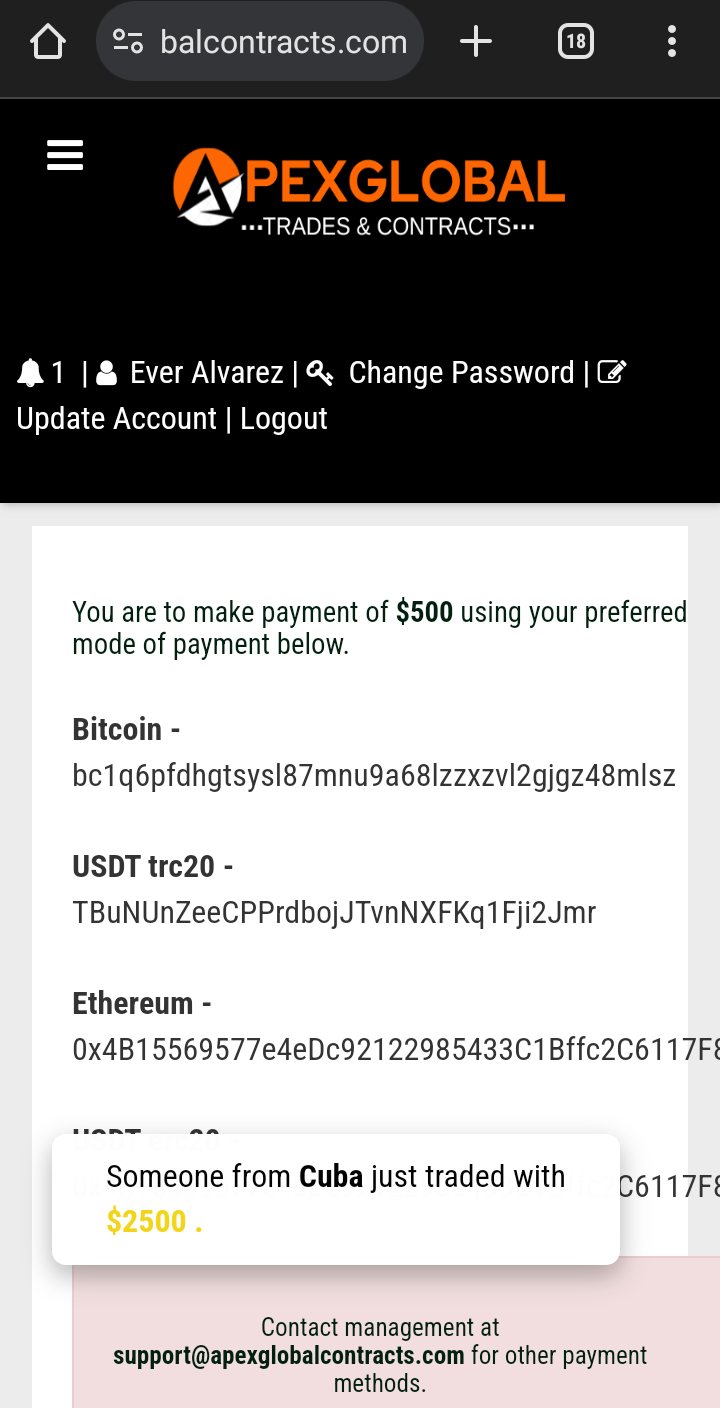 balcontracts.com
18
APEXGLOBAL
TRADES & CONTRACTS
1 | Ever Alvarez | Change Password |
Update Account | Logout
You are to make payment of $500 using your preferred
mode of payment below.
Bitcoin -
bc1q6pfdhgtsysl87mnu9a68lzzxzvl2gjgz48mlsz
USDT trc20 -
TBuNUnZeeCPPrdbojJTvnNXFKq1Fji2Jmr
Ethereum -
0x4B15569577e4eDc92122985433C1Bffc2C6117F8
USDT erc20 -
Someone from Cuba just traded with
C6117F8
$2500 .
Contact management at
support@apexglobalcontracts.com for other payment
methods.